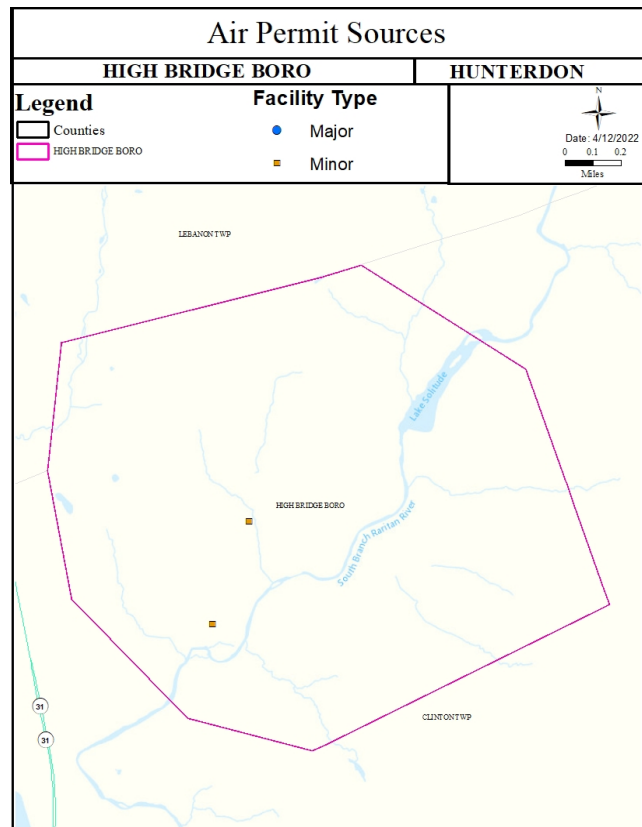 Air Permit Sources
HIGH BRIDGE BORO
HUNTERDON
Legend
Counties
HIGH BRIDGE BORO
Facility Type
Major
Minor
N
Date: 4/12/2022
0 0.1 0.2
Miles
LEBANON TWP
Lake Solitude
HIGH BRIDGE BORO
South Branch Raritan River
31
CLINTON TWP
31